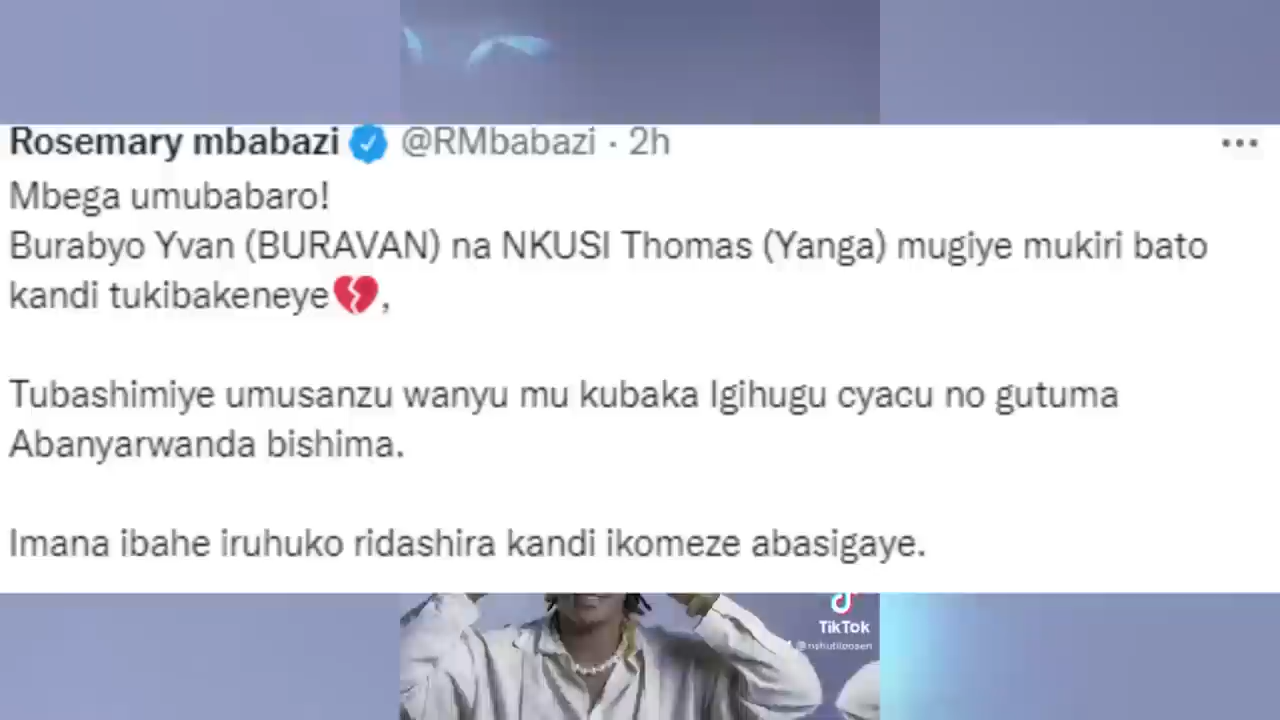 Rosemary mbabazi @RMbabazi · 2h
Mbega umubabaro!
Burabyo Yvan (BURAVAN) na NKUSI Thomas (Yanga) mugiye mukiri bato
kandi tukibakeneye💔,
Tubashimiye umusanzu wanyu mu kubaka Igihugu cyacu no gutuma
Abanyarwanda bishima.
Imana ibahe iruhuko ridashira kandi ikomeze abasigaye.
TikTok